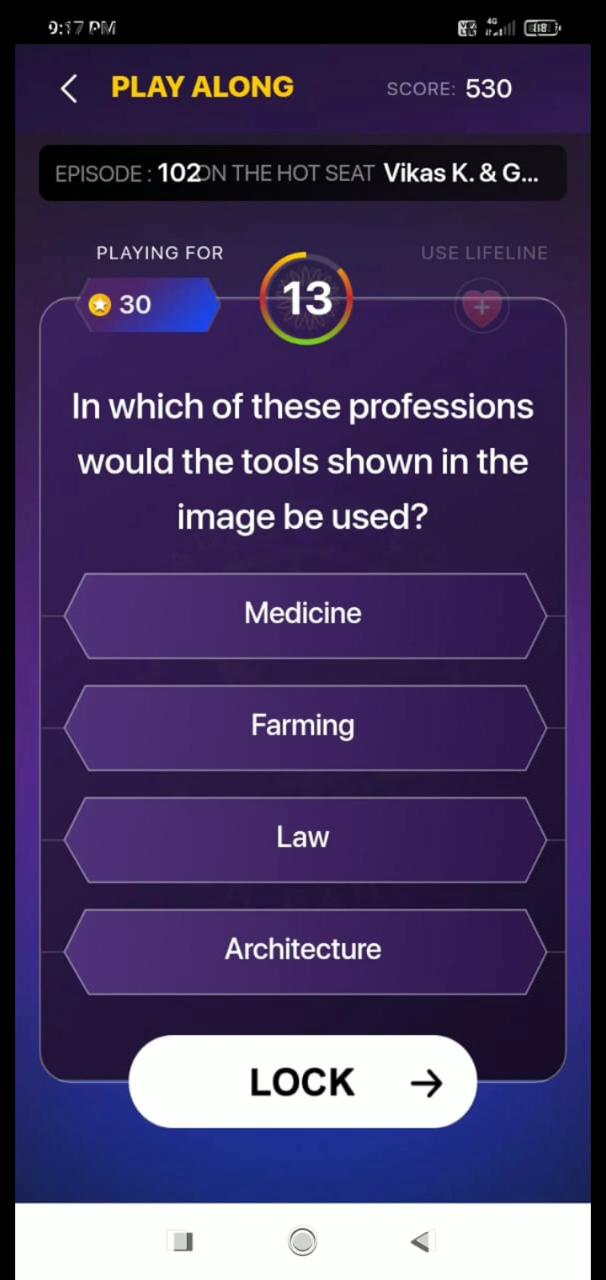 9:17 PM 4G 18
PLAY ALONG SCORE: 530
EPISODE : 102 ON THE HOT SEAT Vikas K. & G...
PLAYING FOR USE LIFELINE
30 13
In which of these professions
would the tools shown in the
image be used?
Medicine
Farming
Law
Architecture
LOCK